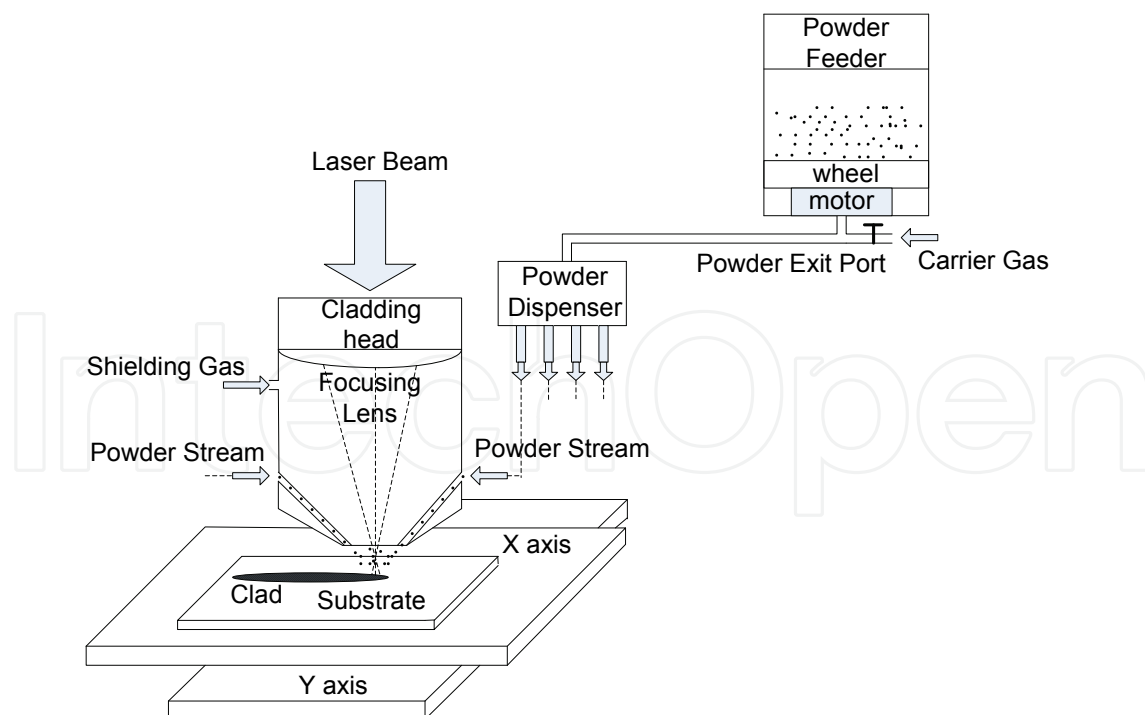 Powder
Feeder
wheel
motor
Powder Exit Port
Carrier Gas
Laser Beam
Powder
Dispenser
Cladding
head
Shielding Gas
Focusing
Lens
Powder Stream
Powder Stream
X axis
Clad
Substrate
Y axis
IntechOpen